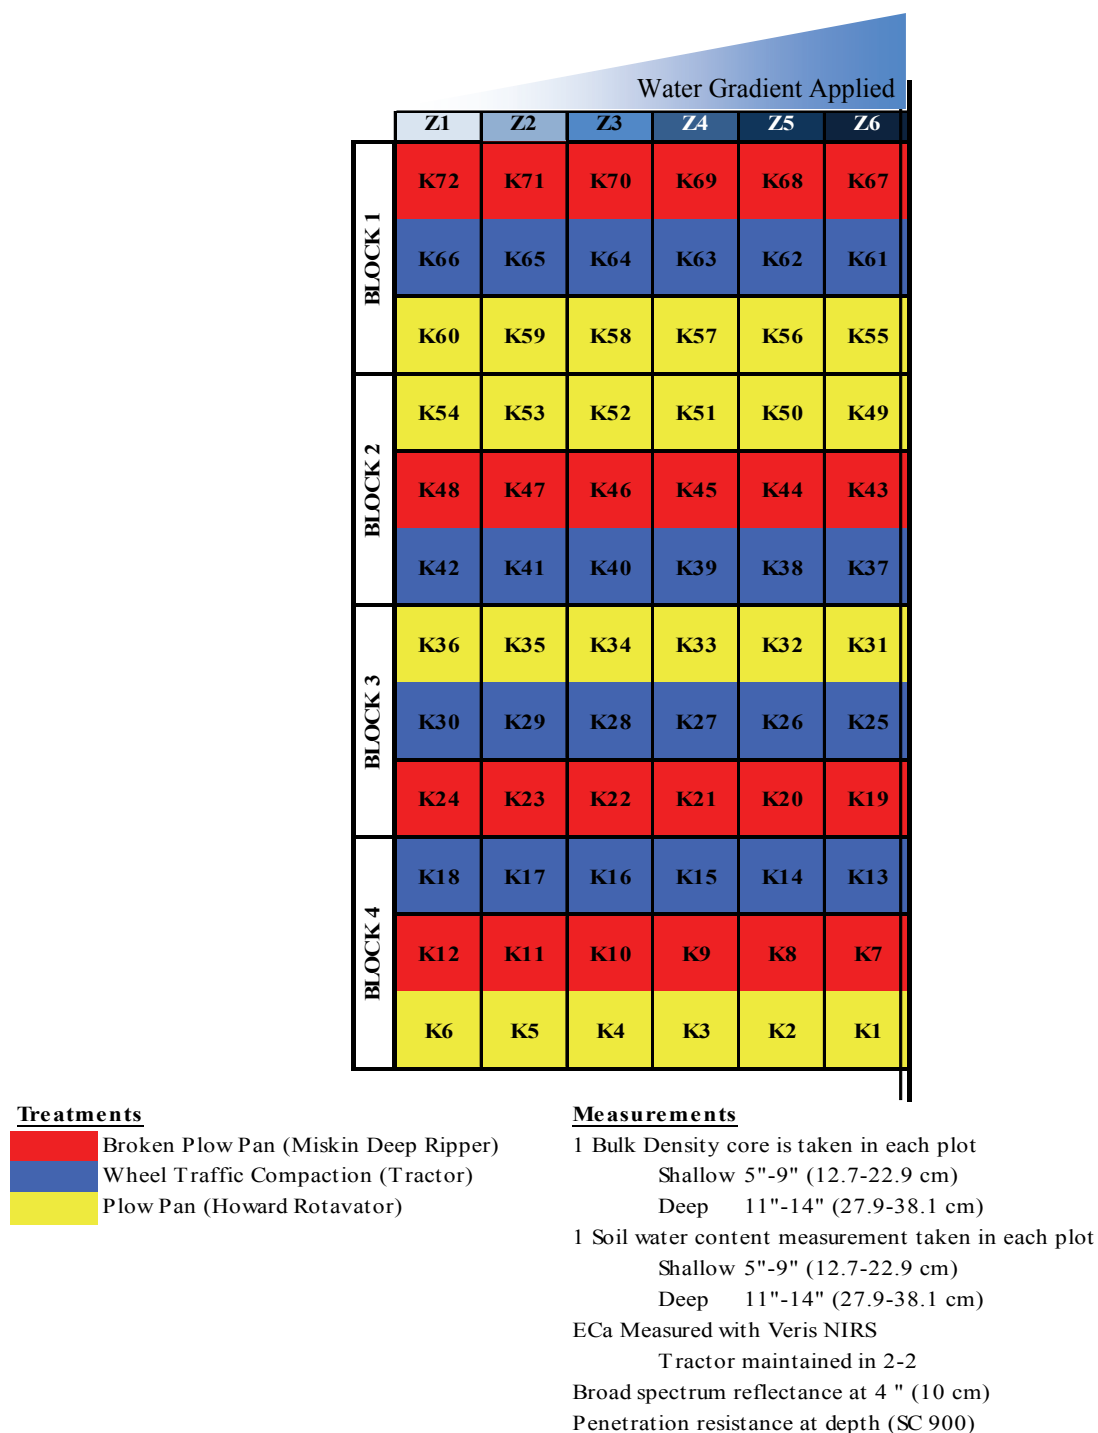 Water Gradient Applied
Z1 Z2 Z3 Z4 Z5 Z6
BLOCK 1
K72 K71 K70 K69 K68 K67
K66 K65 K64 K63 K62 K61
K60 K59 K58 K57 K56 K55
BLOCK 2
K54 K53 K52 K51 K50 K49
K48 K47 K46 K45 K44 K43
K42 K41 K40 K39 K38 K37
BLOCK 3
K36 K35 K34 K33 K32 K31
K30 K29 K28 K27 K26 K25
K24 K23 K22 K21 K20 K19
BLOCK 4
K18 K17 K16 K15 K14 K13
K12 K11 K10 K9 K8 K7
K6 K5 K4 K3 K2 K1
Treatments
Broken Plow Pan (Miskin Deep Ripper)
Wheel Traffic Compaction (Tractor)
Plow Pan (Howard Rotavator)
Measurements
1 Bulk Density core is taken in each plot
Shallow 5"-9" (12.7-22.9 cm)
Deep 11"-14" (27.9-38.1 cm)
1 Soil water content measurement taken in each plot
Shallow 5"-9" (12.7-22.9 cm)
Deep 11"-14" (27.9-38.1 cm)
ECa Measured with Veris NIRS
Tractor maintained in 2-2
Broad spectrum reflectance at 4 " (10 cm)
Penetration resistance at depth (SC 900)